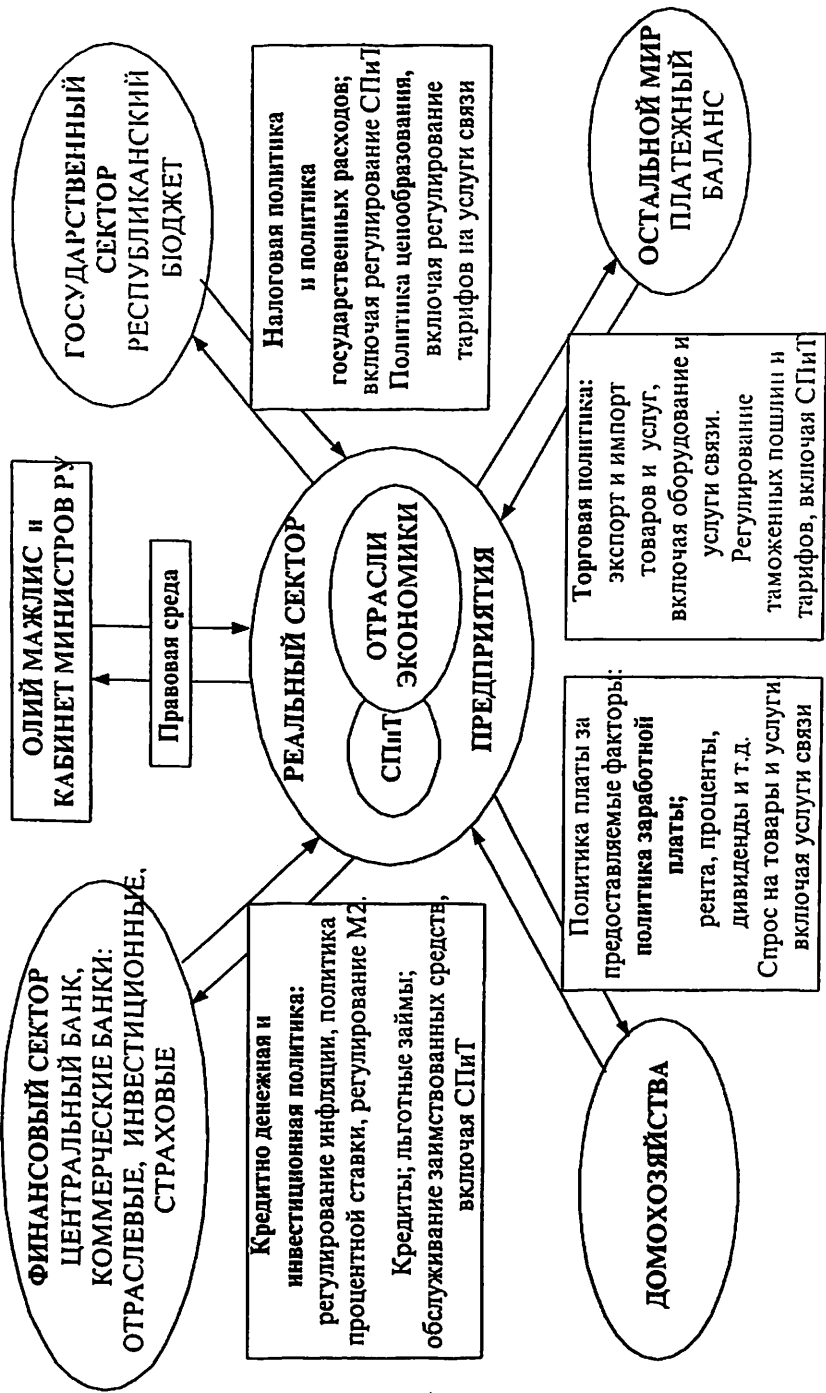 ОЛИЙ МАЖЛИС и
КАБИНЕТ МИНИСТРОВ РУ
Правовая среда
ФИНАНСОВЫЙ СЕКТОР
ЦЕНТРАЛЬНЫЙ БАНК,
КОММЕРЧЕСКИЕ БАНКИ:
ОТРАСЛЕВЫЕ, ИНВЕСТИЦИОННЫЕ,
СТРАХОВЫЕ
ГОСУДАРСТВЕННЫЙ
СЕКТОР
РЕСПУБЛИКАНСКИЙ
БЮДЖЕТ
Кредитно денежная и
инвестиционная политика:
регулирование инфляции, политика
процентной ставки, регулирование М2.
Кредиты; льготные займы;
обслуживание заимствованных средств,
включая СПиТ
РЕАЛЬНЫЙ СЕКТОР
СПиТ
ОТРАСЛИ
ЭКОНОМИКИ
ПРЕДПРИЯТИЯ
Налоговая политика
и политика
государственных расходов;
включая регулирование СПиТ
Политика ценообразования,
включая регулирование
тарифов на услуги связи
ДОМОХОЗЯЙСТВА
Политика платы за
предоставляемые факторы:
политика заработной
платы;
рента, проценты,
дивиденды и т.д.
Спрос на товары и услуги
включая услуги связи
Торговая политика:
экспорт и импорт
товаров и услуг,
включая оборудование и
услуги связи.
Регулирование
таможенных пошлин и
тарифов, включая СПиТ
ОСТАЛЬНОЙ МИР
ПЛАТЕЖНЫЙ
БАЛАНС